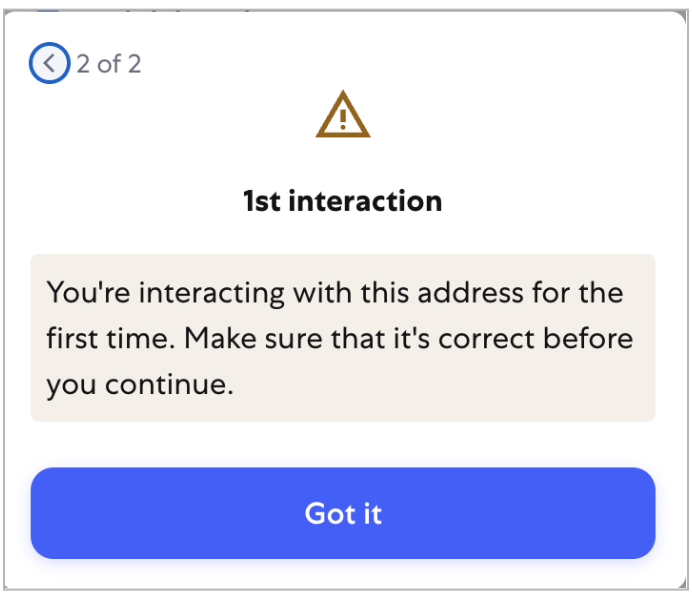 2 of 2
1st interaction
You're interacting with this address for the
first time. Make sure that it's correct before
you continue.
Got it